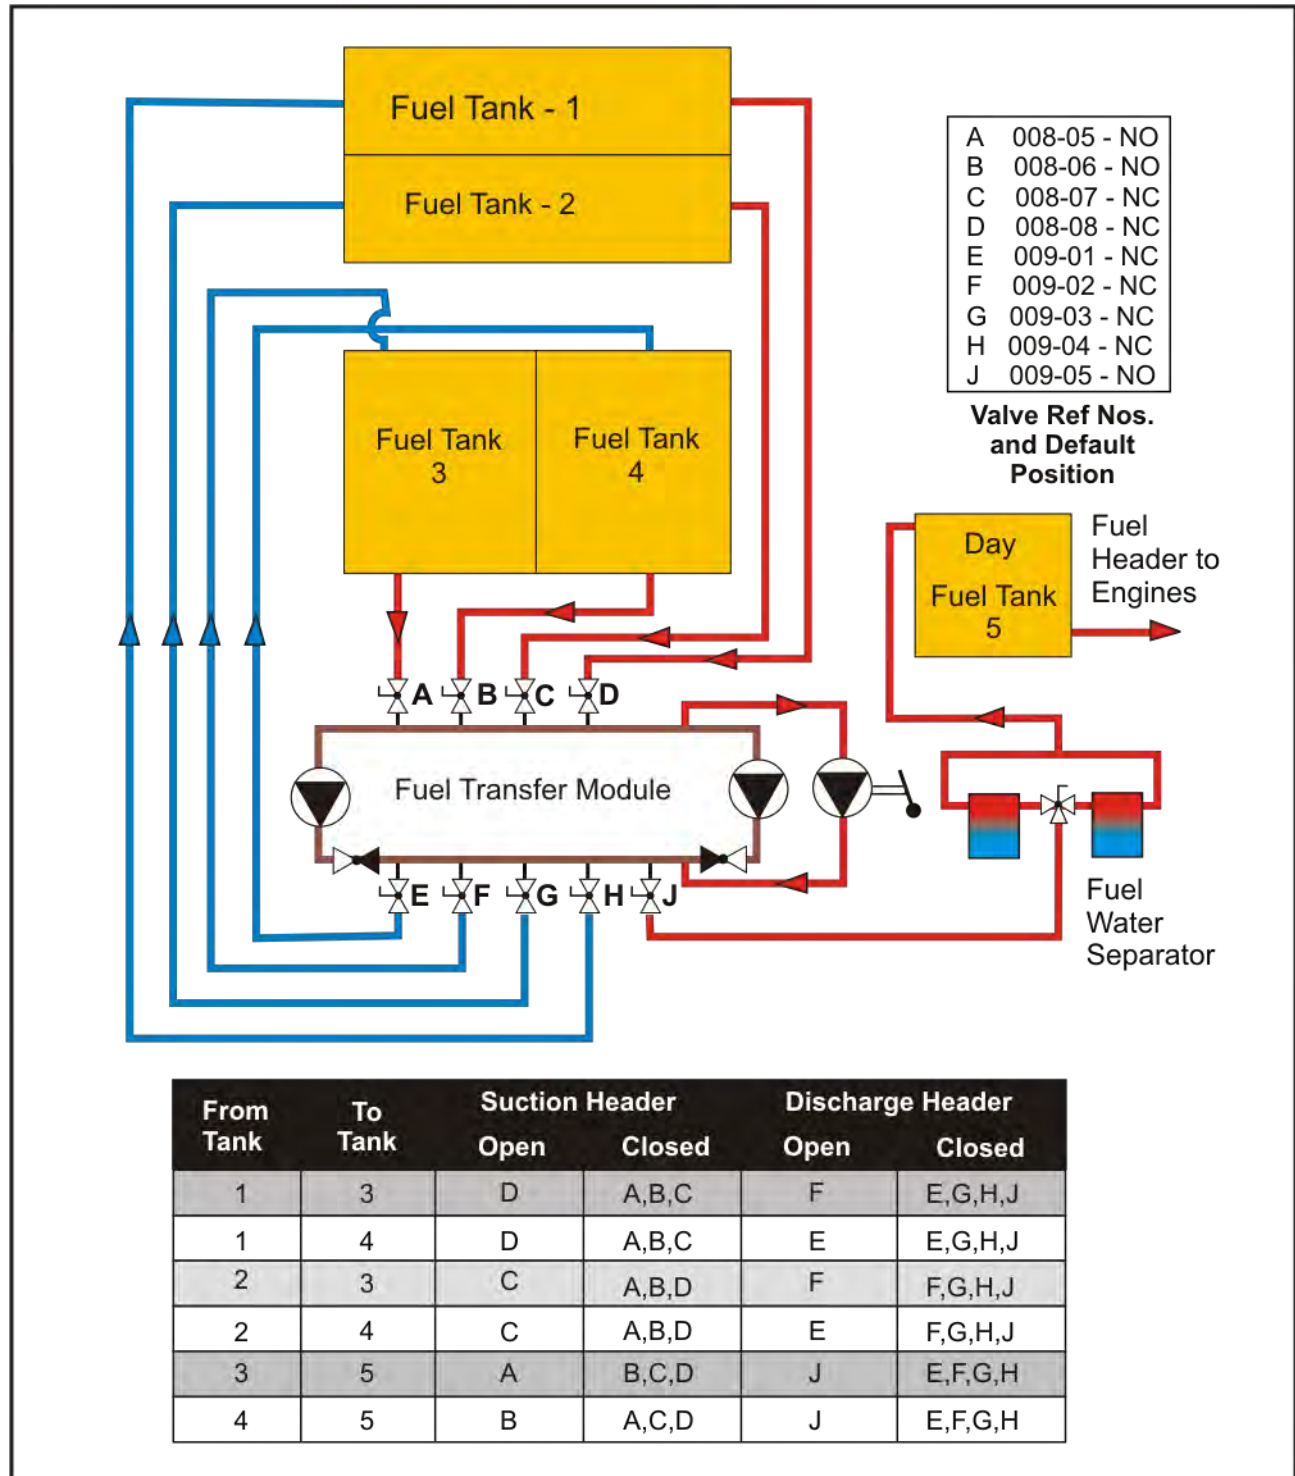 Fuel Tank - 1
Fuel Tank - 2
Fuel Tank
3
Fuel Tank
4
A 008-05 - NO
B 008-06 - NO
C 008-07 - NC
D 008-08 - NC
E 009-01 - NC
F 009-02 - NC
G 009-03 - NC
H 009-04 - NC
J 009-05 - NO
Valve Ref Nos.
and Default
Position
Day
Fuel Tank
5
Fuel
Header to
Engines
A B C D
Fuel Transfer Module
E F G H J
Fuel
Water
Separator
From Tank To Tank Suction Header Discharge Header
Open Closed Open Closed
1 3 D A,B,C F E,G,H,J
1 4 D A,B,C E E,G,H,J
2 3 C A,B,D F F,G,H,J
2 4 C A,B,D E F,G,H,J
3 5 A B,C,D J E,F,G,H
4 5 B A,C,D J E,F,G,H